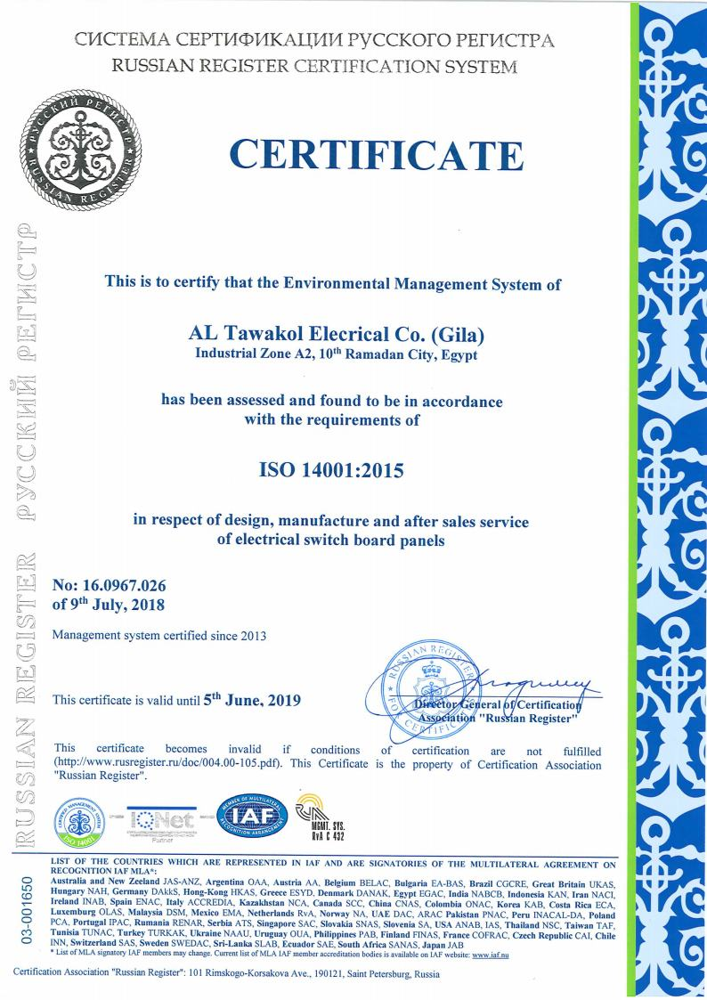 СИСТЕМА СЕРТИФИКАЦИИ РУССКОГО РЕГИСТРА
RUSSIAN REGISTER CERTIFICATION SYSTEM
РУССКИЙ РЕГИСТР
RUSSIAN REGISTER
CERTIFICATE
This is to certify that the Environmental Management System of
AL Tawakol Elecrical Co. (Gila)
Industrial Zone A2, 10th Ramadan City, Egypt
has been assessed and found to be in accordance
with the requirements of
ISO 14001:2015
in respect of design, manufacture and after sales service
of electrical switch board panels
No: 16.0967.026
of 9th July, 2018
Management system certified since 2013
This certificate is valid until 5th June, 2019
RUSSIAN REGISTER
FOR CERTIFICATES
Director General of Certification
Association "Russian Register"
This certificate becomes invalid if conditions of certification are not fulfilled
(http://www.rusregister.ru/doc/004.00-105.pdf). This Certificate is the property of Certification Association
"Russian Register".
CERTIFIED MANAGEMENT SYSTEM
ISO 14001
IQNet
Partner
MEMBER OF MULTILATERAL
IAF
RECOGNITION ARRANGEMENT
RvA
MGMT. SYS.
RvA C 432
RUSSIAN REGISTER РУССКИЙ РЕГИСТР
03-001650
LIST OF THE COUNTRIES WHICH ARE REPRESENTED IN IAF AND ARE SIGNATORIES OF THE MULTILATERAL AGREEMENT ON
RECOGNITION IAF MLA*:
Australia and New Zeeland JAS-ANZ, Argentina OAA, Austria AA, Belgium BELAC, Bulgaria EA-BAS, Brazil CGCRE, Great Britain UKAS,
Hungary NAH, Germany DAkkS, Hong-Kong HKAS, Greece ESYD, Denmark DANAK, Egypt EGAC, India NABCB, Indonesia KAN, Iran NACI,
Ireland INAB, Spain ENAC, Italy ACCREDIA, Kazakhstan NCA, Canada SCC, China CNAS, Colombia ONAC, Korea KAB, Costa Rica ECA,
Luxemburg OLAS, Malaysia DSM, Mexico EMA, Netherlands RvA, Norway NA, UAE DAC, ARAC Pakistan PNAC, Peru INACAL-DA, Poland
PCA, Portugal IPAC, Rumania RENAR, Serbia ATS, Singapore SAC, Slovakia SNAS, Slovenia SA, USA ANAB, IAS, Thailand NSC, Taiwan TAF,
Tunisia TUNAC, Turkey TURKAK, Ukraine NAAU, Uruguay OUA, Philippines PAB, Finland FINAS, France COFRAC, Czech Republic CAI, Chile
INN, Switzerland SAS, Sweden SWEDAC, Sri-Lanka SLAB, Ecuador SAE, South Africa SANAS, Japan JAB
* List of MLA signatory IAF members may change. Current list of MLA IAF member accreditation bodies is available on IAF website: www.iaf.nu
Certification Association "Russian Register": 101 Rimskogo-Korsakova Ave., 190121, Saint Petersburg, Russia